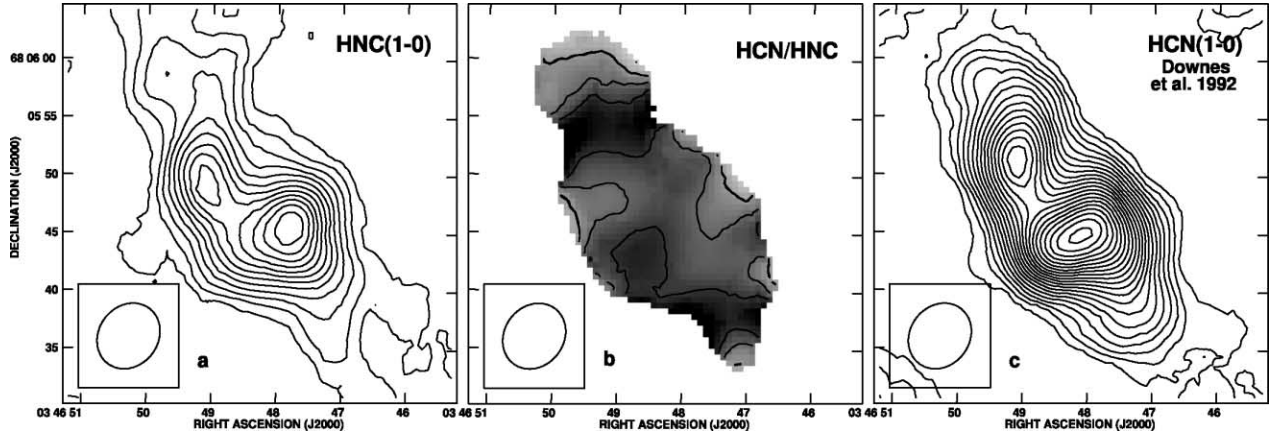 HNC(1-0)
HCN/HNC
HCN(1-0)
Downes
et al. 1992
DECLINATION (J2000)
68 06 00
05 55
50
45
40
35
a
b
c
03 46 51 50 49 48 47 46
RIGHT ASCENSION (J2000)
03 46 51 50 49 48 47 46
RIGHT ASCENSION (J2000)
03 46 51 50 49 48 47 46
RIGHT ASCENSION (J2000)